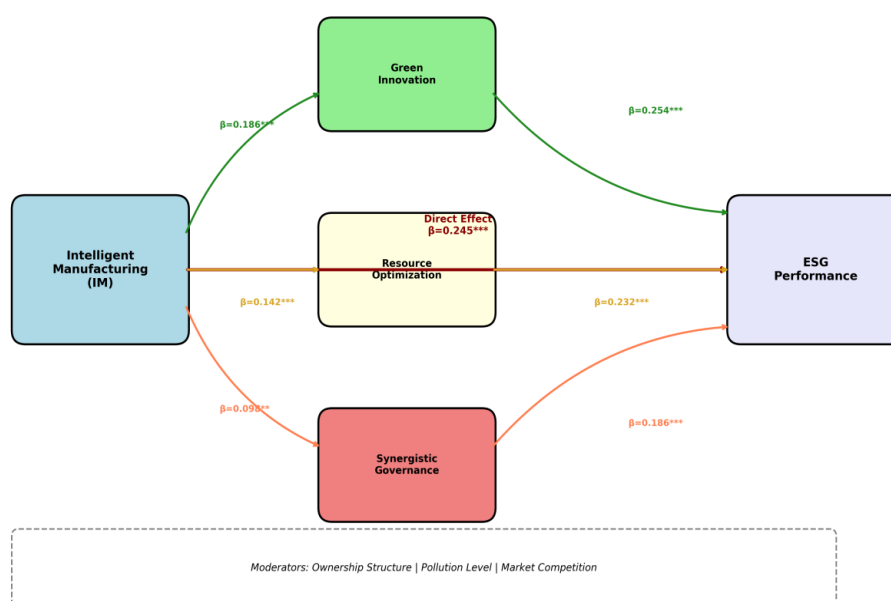 Green
Innovation
β=0.186***
β=0.254***
Direct Effect
β=0.245***
Intelligent
Manufacturing
(IM)
Resource
Optimization
ESG
Performance
β=0.142***
β=0.232***
β=0.098**
β=0.186***
Synergistic
Governance
Moderators: Ownership Structure | Pollution Level | Market Competition